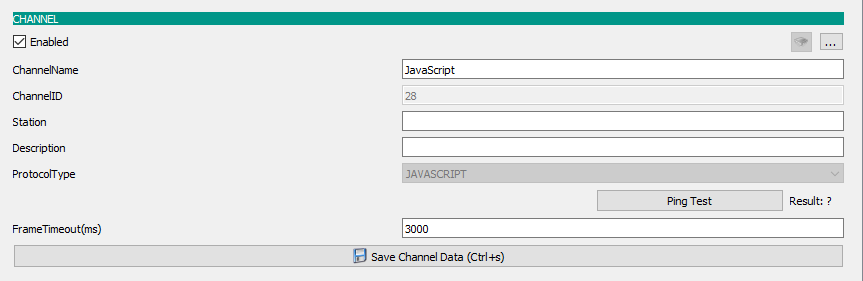 CHANNEL
Enabled
...
ChannelName JavaScript
ChannelID 28
Station
Description
ProtocolType JAVASCRIPT
Ping Test Result: ?
FrameTimeout(ms) 3000
Save Channel Data (Ctrl+s)